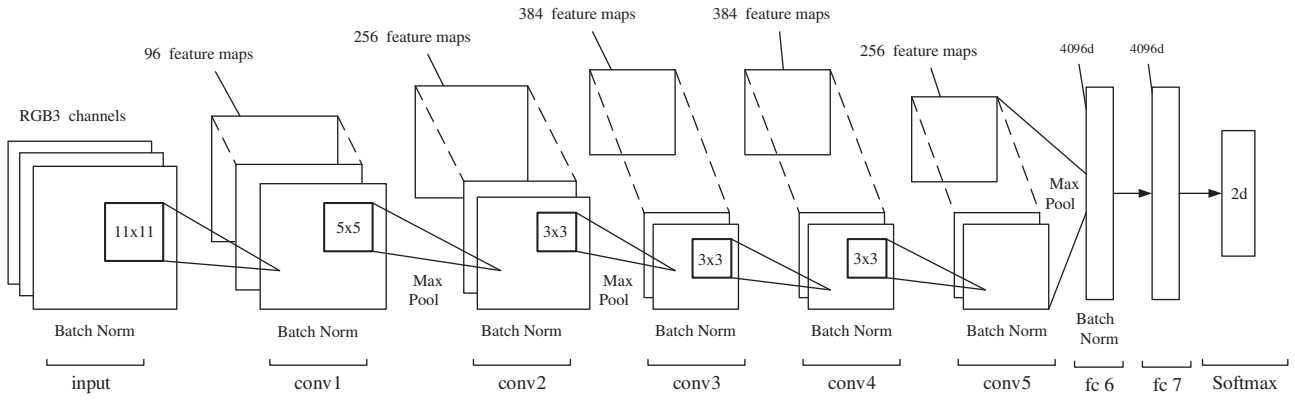 384 feature maps
384 feature maps
256 feature maps
96 feature maps
256 feature maps
4096d
4096d
RGB3 channels
11x11
5x5
3x3
3x3
3x3
2d
Max
Pool
Max
Pool
Max
Pool
Batch Norm
Batch Norm
Batch Norm
Batch Norm
Batch Norm
Batch Norm
Batch
Norm
input
conv1
conv2
conv3
conv4
conv5
fc 6
fc 7
Softmax